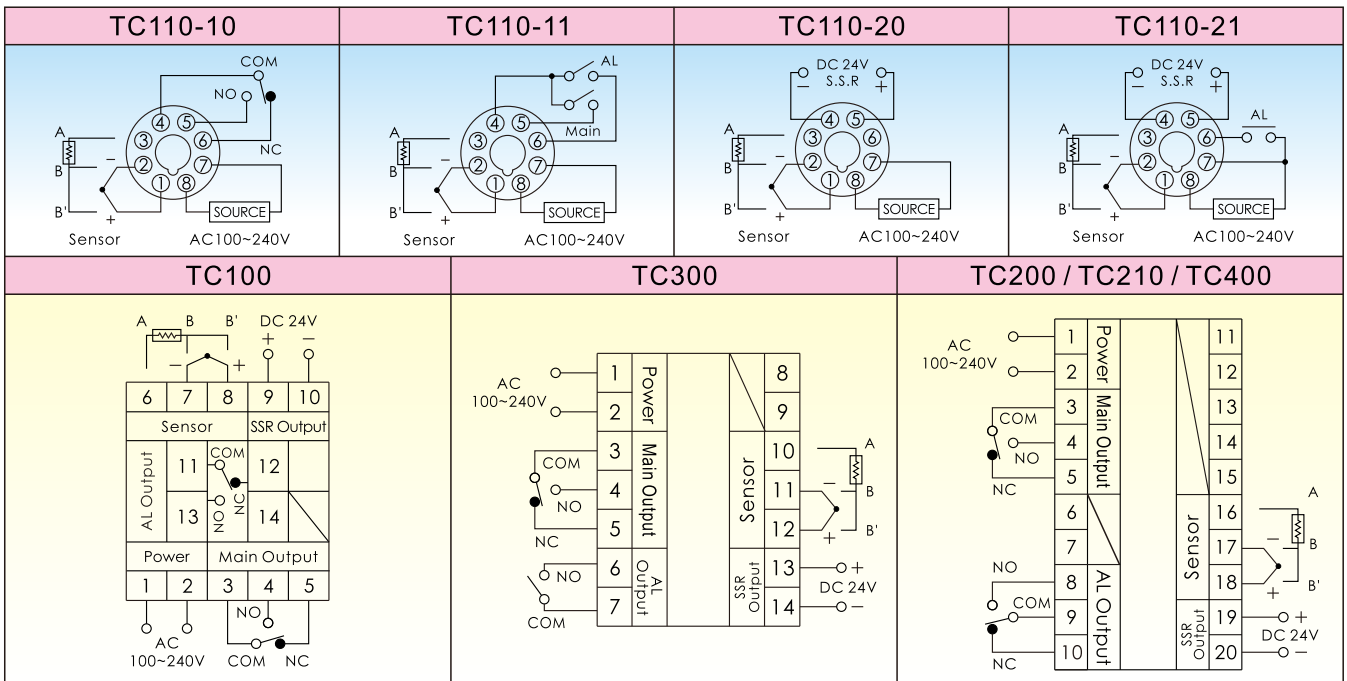 TC110-10
TC110-11
TC110-20
TC110-21
COM
NO
NC
4
5
3
6
2
7
1
8
A
B
B'
−
+
SOURCE
Sensor
AC100~240V
AL
Main
4
5
3
6
2
7
1
8
A
B
B'
−
+
SOURCE
Sensor
AC100~240V
DC 24V
S.S.R
−
+
4
5
3
6
2
7
1
8
A
B
B'
−
+
SOURCE
Sensor
AC100~240V
DC 24V
S.S.R
−
+
AL
4
5
3
6
2
7
1
8
A
B
B'
−
+
SOURCE
Sensor
AC100~240V
TC100
TC300
TC200 / TC210 / TC400
A B B' DC 24V
+ −
− +
6 7 8 9 10
Sensor SSR Output
AL Output
11 COM 12
13 NO NC 14
Power Main Output
1 2 3 4 5
NO
AC
100~240V
COM NC
AC
100~240V
1
2
Power
3
4
5
Main Output
COM
NO
NC
6
7
AL
Output
NO
COM
8
9
10
11
12
Sensor
A
B
B'
−
+
13
14
SSR
Output
+
DC 24V
−
AC
100~240V
1
2
Power
3
4
5
Main Output
COM
NO
NC
6
7
8
9
10
AL Output
NO
COM
NC
11
12
13
14
15
16
17
18
Sensor
A
B
B'
−
+
19
20
SSR
Output
+
DC 24V
−